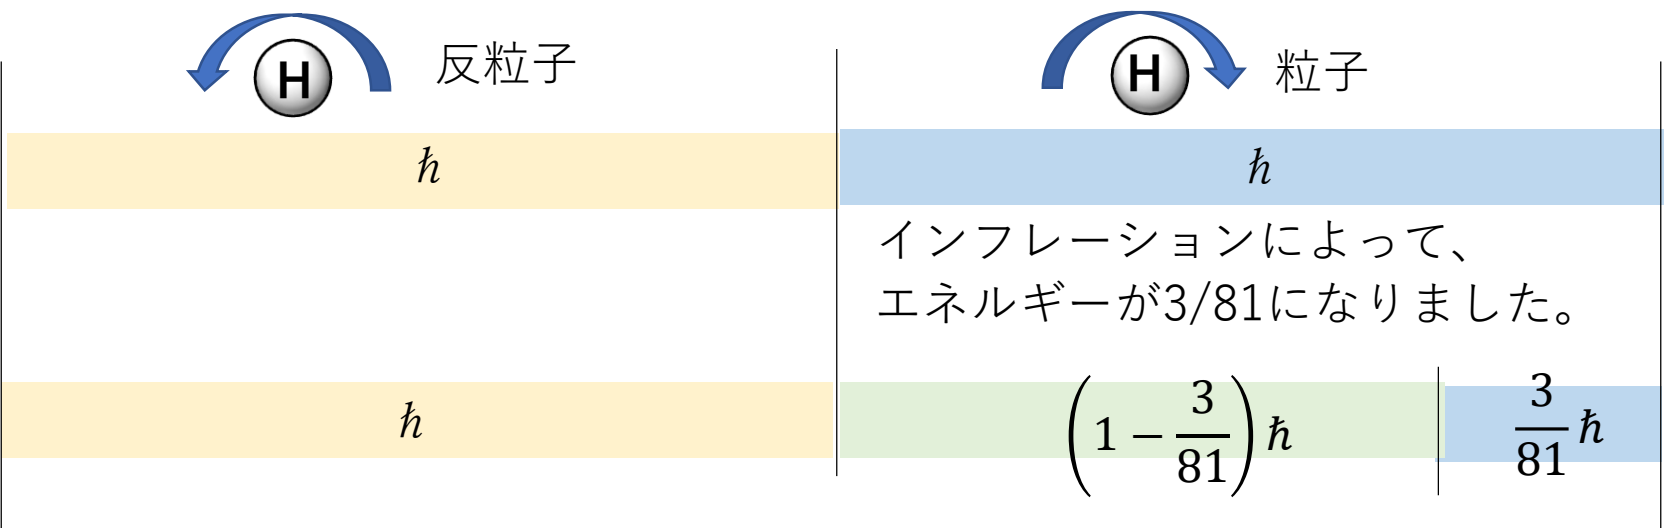 H 反粒子
H 粒子
ℏ
ℏ
インフレーションによって、
エネルギーが3/81になりました。
ℏ
(1 − 3/81) ℏ
3/81 ℏ